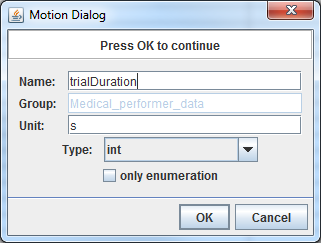 Motion Dialog
Press OK to continue
Name: trialDuration
Group: Medical_performer_data
Unit: s
Type: int
only enumeration
OK Cancel